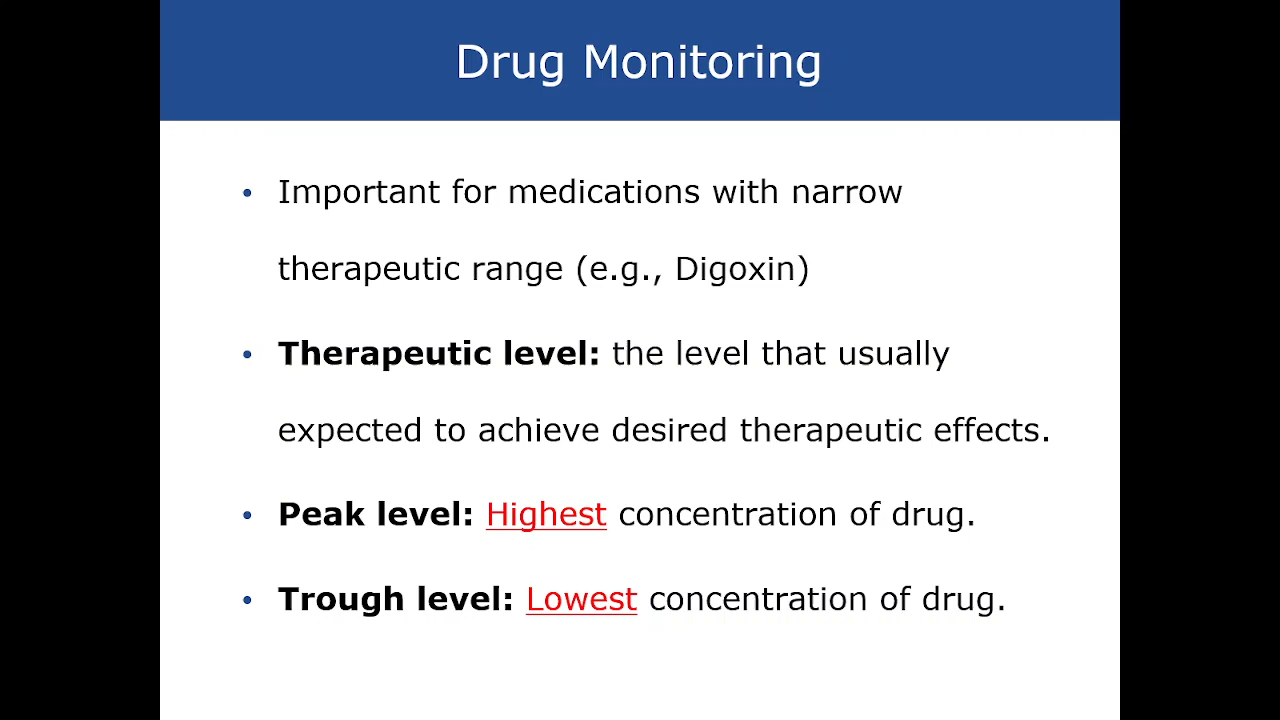 Drug Monitoring
• Important for medications with narrow
therapeutic range (e.g., Digoxin)
• Therapeutic level: the level that usually
expected to achieve desired therapeutic effects.
• Peak level: Highest concentration of drug.
• Trough level: Lowest concentration of drug.